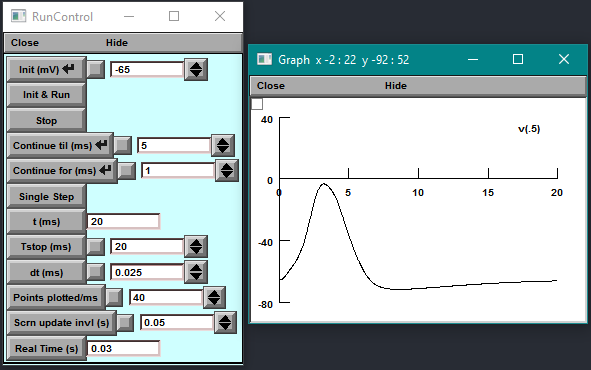 RunControl
Close Hide
Init (mV) -65
Init & Run
Stop
Continue til (ms) 5
Continue for (ms) 1
Single Step
t (ms) 20
Tstop (ms) 20
dt (ms) 0.025
Points plotted/ms 40
Scrn update invl (s) 0.05
Real Time (s) 0.03
Graph x -2 : 22 y -92 : 52
Close Hide
v(.5)
40
0
-40
-80
0 5 10 15 20